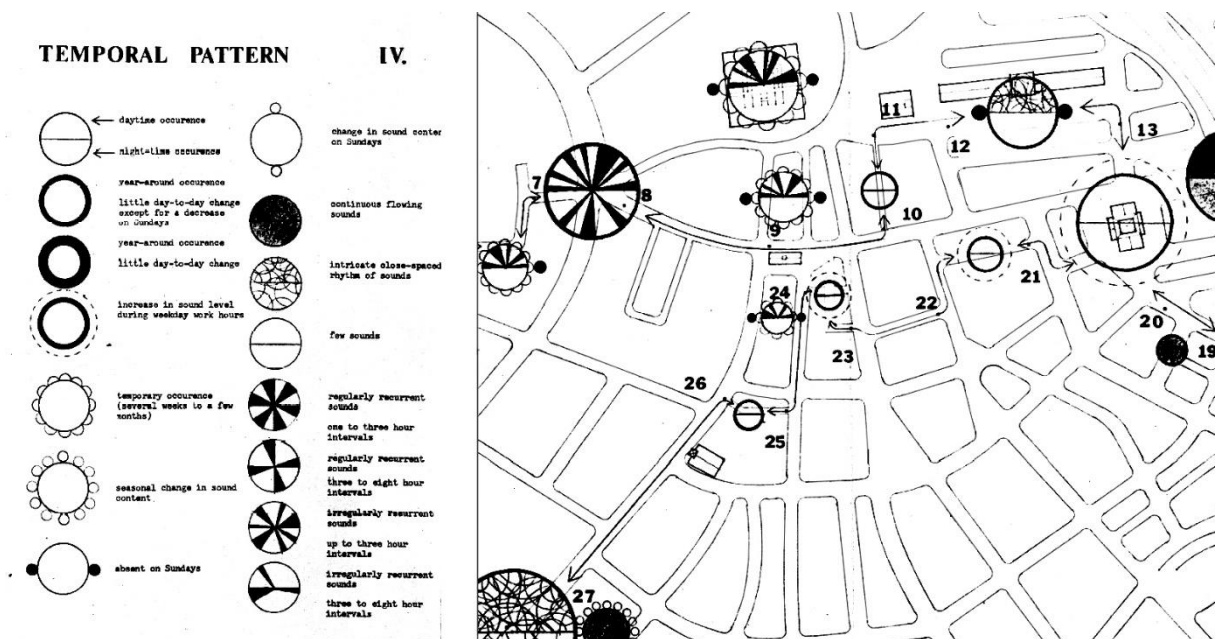 TEMPORAL PATTERN IV.
daytime occurence
night-time occurence
year-around occurence
little day-to-day change
except for a decrease
on Sundays
year-around occurence
little day-to-day change
increase in sound level
during weekday work hours
temporary occurence
(several weeks to a few
months)
seasonal change in sound
content
absent on Sundays
change in sound conter
on Sundays
continuous flowing
sounds
intricate close-spaced
rhythm of sounds
few sounds
regularly recurrent
sounds
one to three hour
intervals
regularly recurrent
sounds
three to eight hour
intervals
irregularly recurrent
sounds
up to three hour
intervals
irregularly recurrent
sounds
three to eight hour
intervals
7
8
9
10
11
12
13
19
20
21
22
23
24
25
26
27